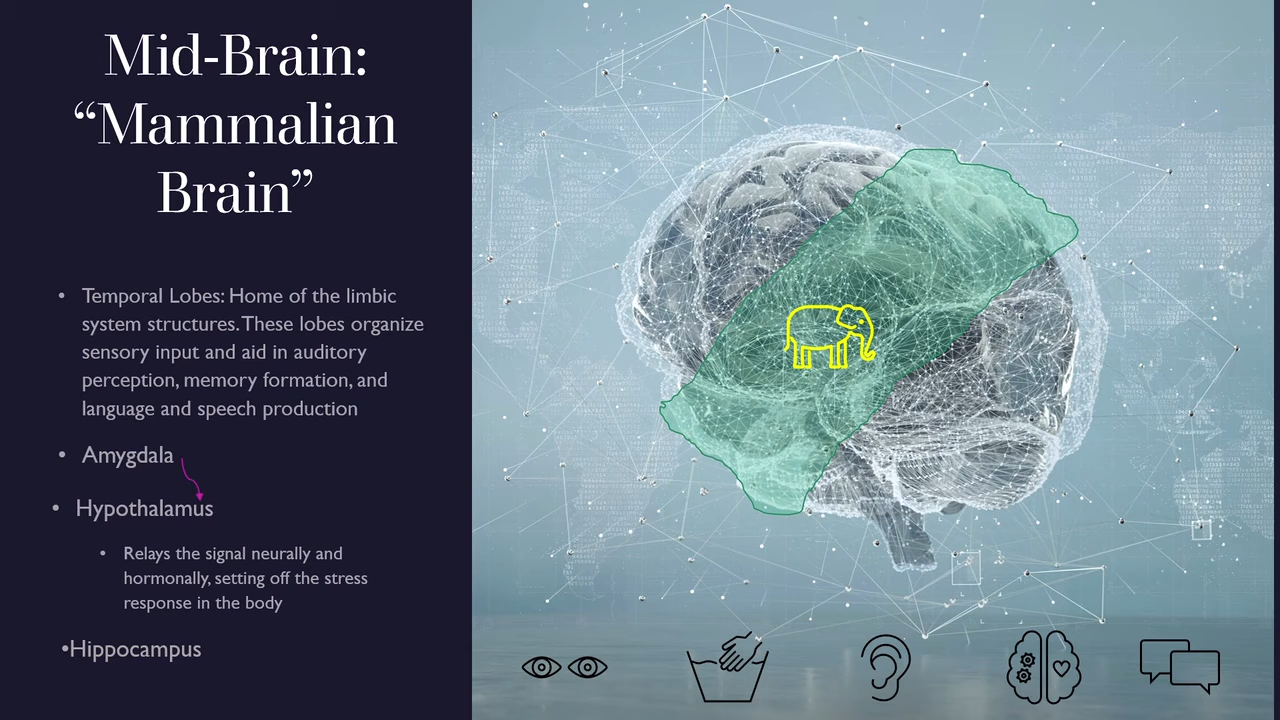 Mid-Brain:
“Mammalian
Brain”
• Temporal Lobes: Home of the limbic
system structures. These lobes organize
sensory input and aid in auditory
perception, memory formation, and
language and speech production
• Amygdala
• Hypothalamus
• Relays the signal neurally and
hormonally, setting off the stress
response in the body
•Hippocampus